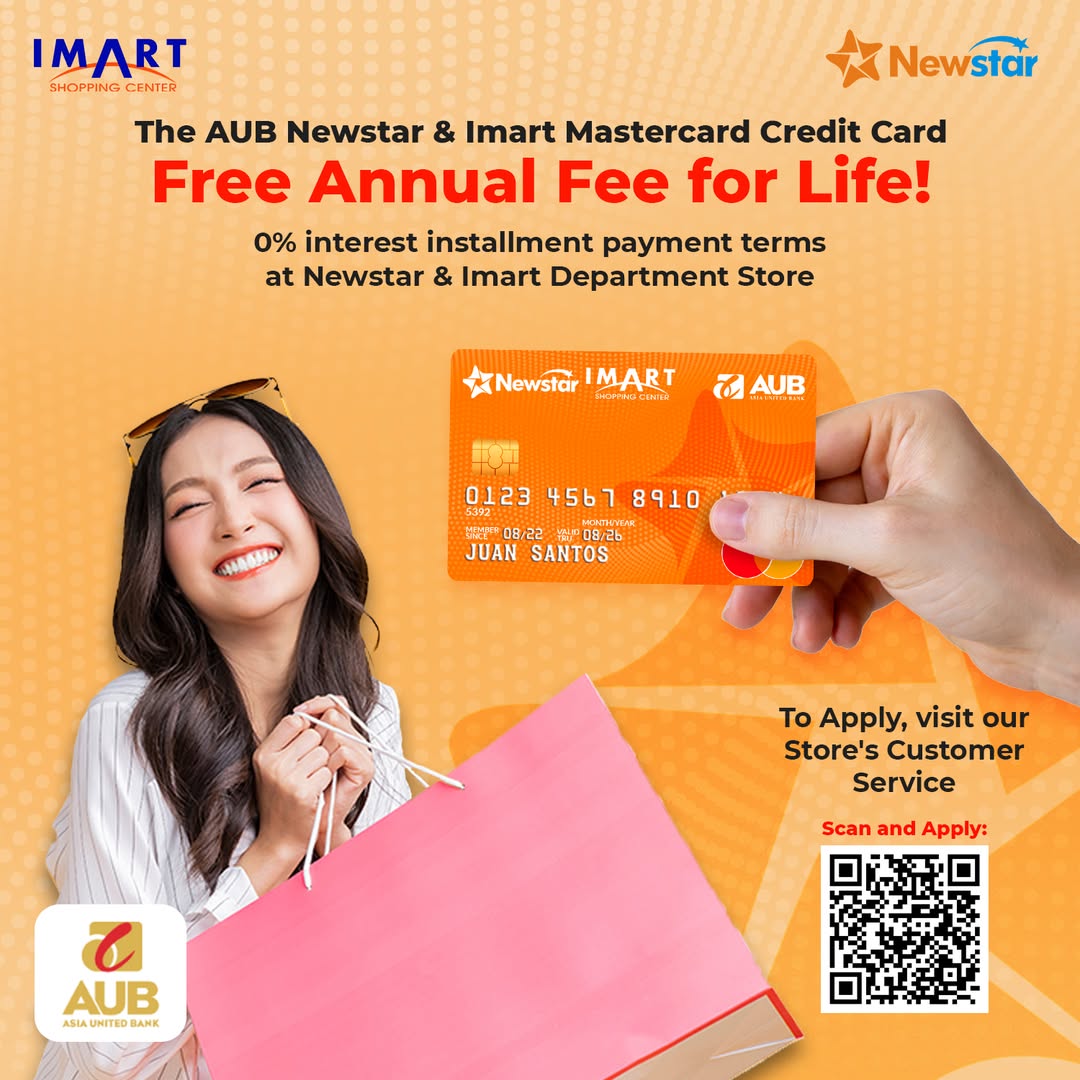 IMART
SHOPPING CENTER
Newstar
The AUB Newstar & Imart Mastercard Credit Card
Free Annual Fee for Life!
0% interest installment payment terms
at Newstar & Imart Department Store
Newstar
IMART
SHOPPING CENTER
AUB
ASIA UNITED BANK
0123 4567 8910
5392
MONTH/YEAR
MEMBER SINCE 08/22 VALID TRU 08/26
JUAN SANTOS
To Apply, visit our
Store's Customer
Service
Scan and Apply:
AUB
ASIA UNITED BANK